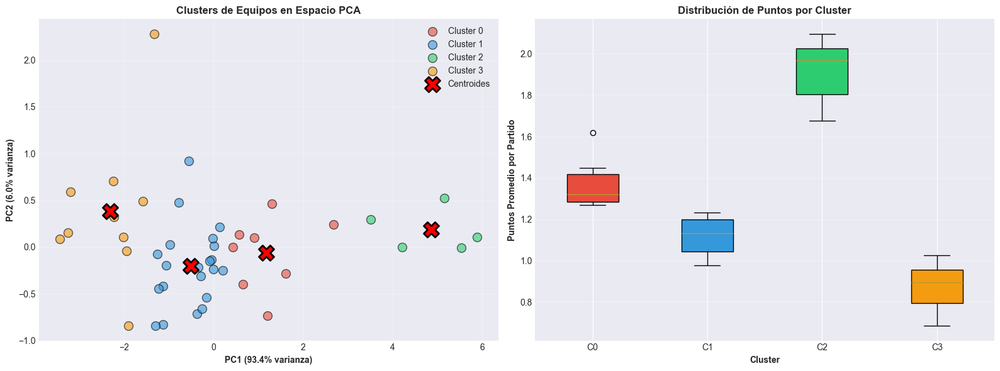 Clusters de Equipos en Espacio PCA
Cluster 0
Cluster 1
Cluster 2
Cluster 3
Centroides
2.0
1.5
1.0
0.5
0.0
−0.5
−1.0
PC2 (6.0% varianza)
−2
0
2
4
6
PC1 (93.4% varianza)
Distribución de Puntos por Cluster
2.0
1.8
1.6
1.4
1.2
1.0
0.8
Puntos Promedio por Partido
C0
C1
C2
C3
Cluster